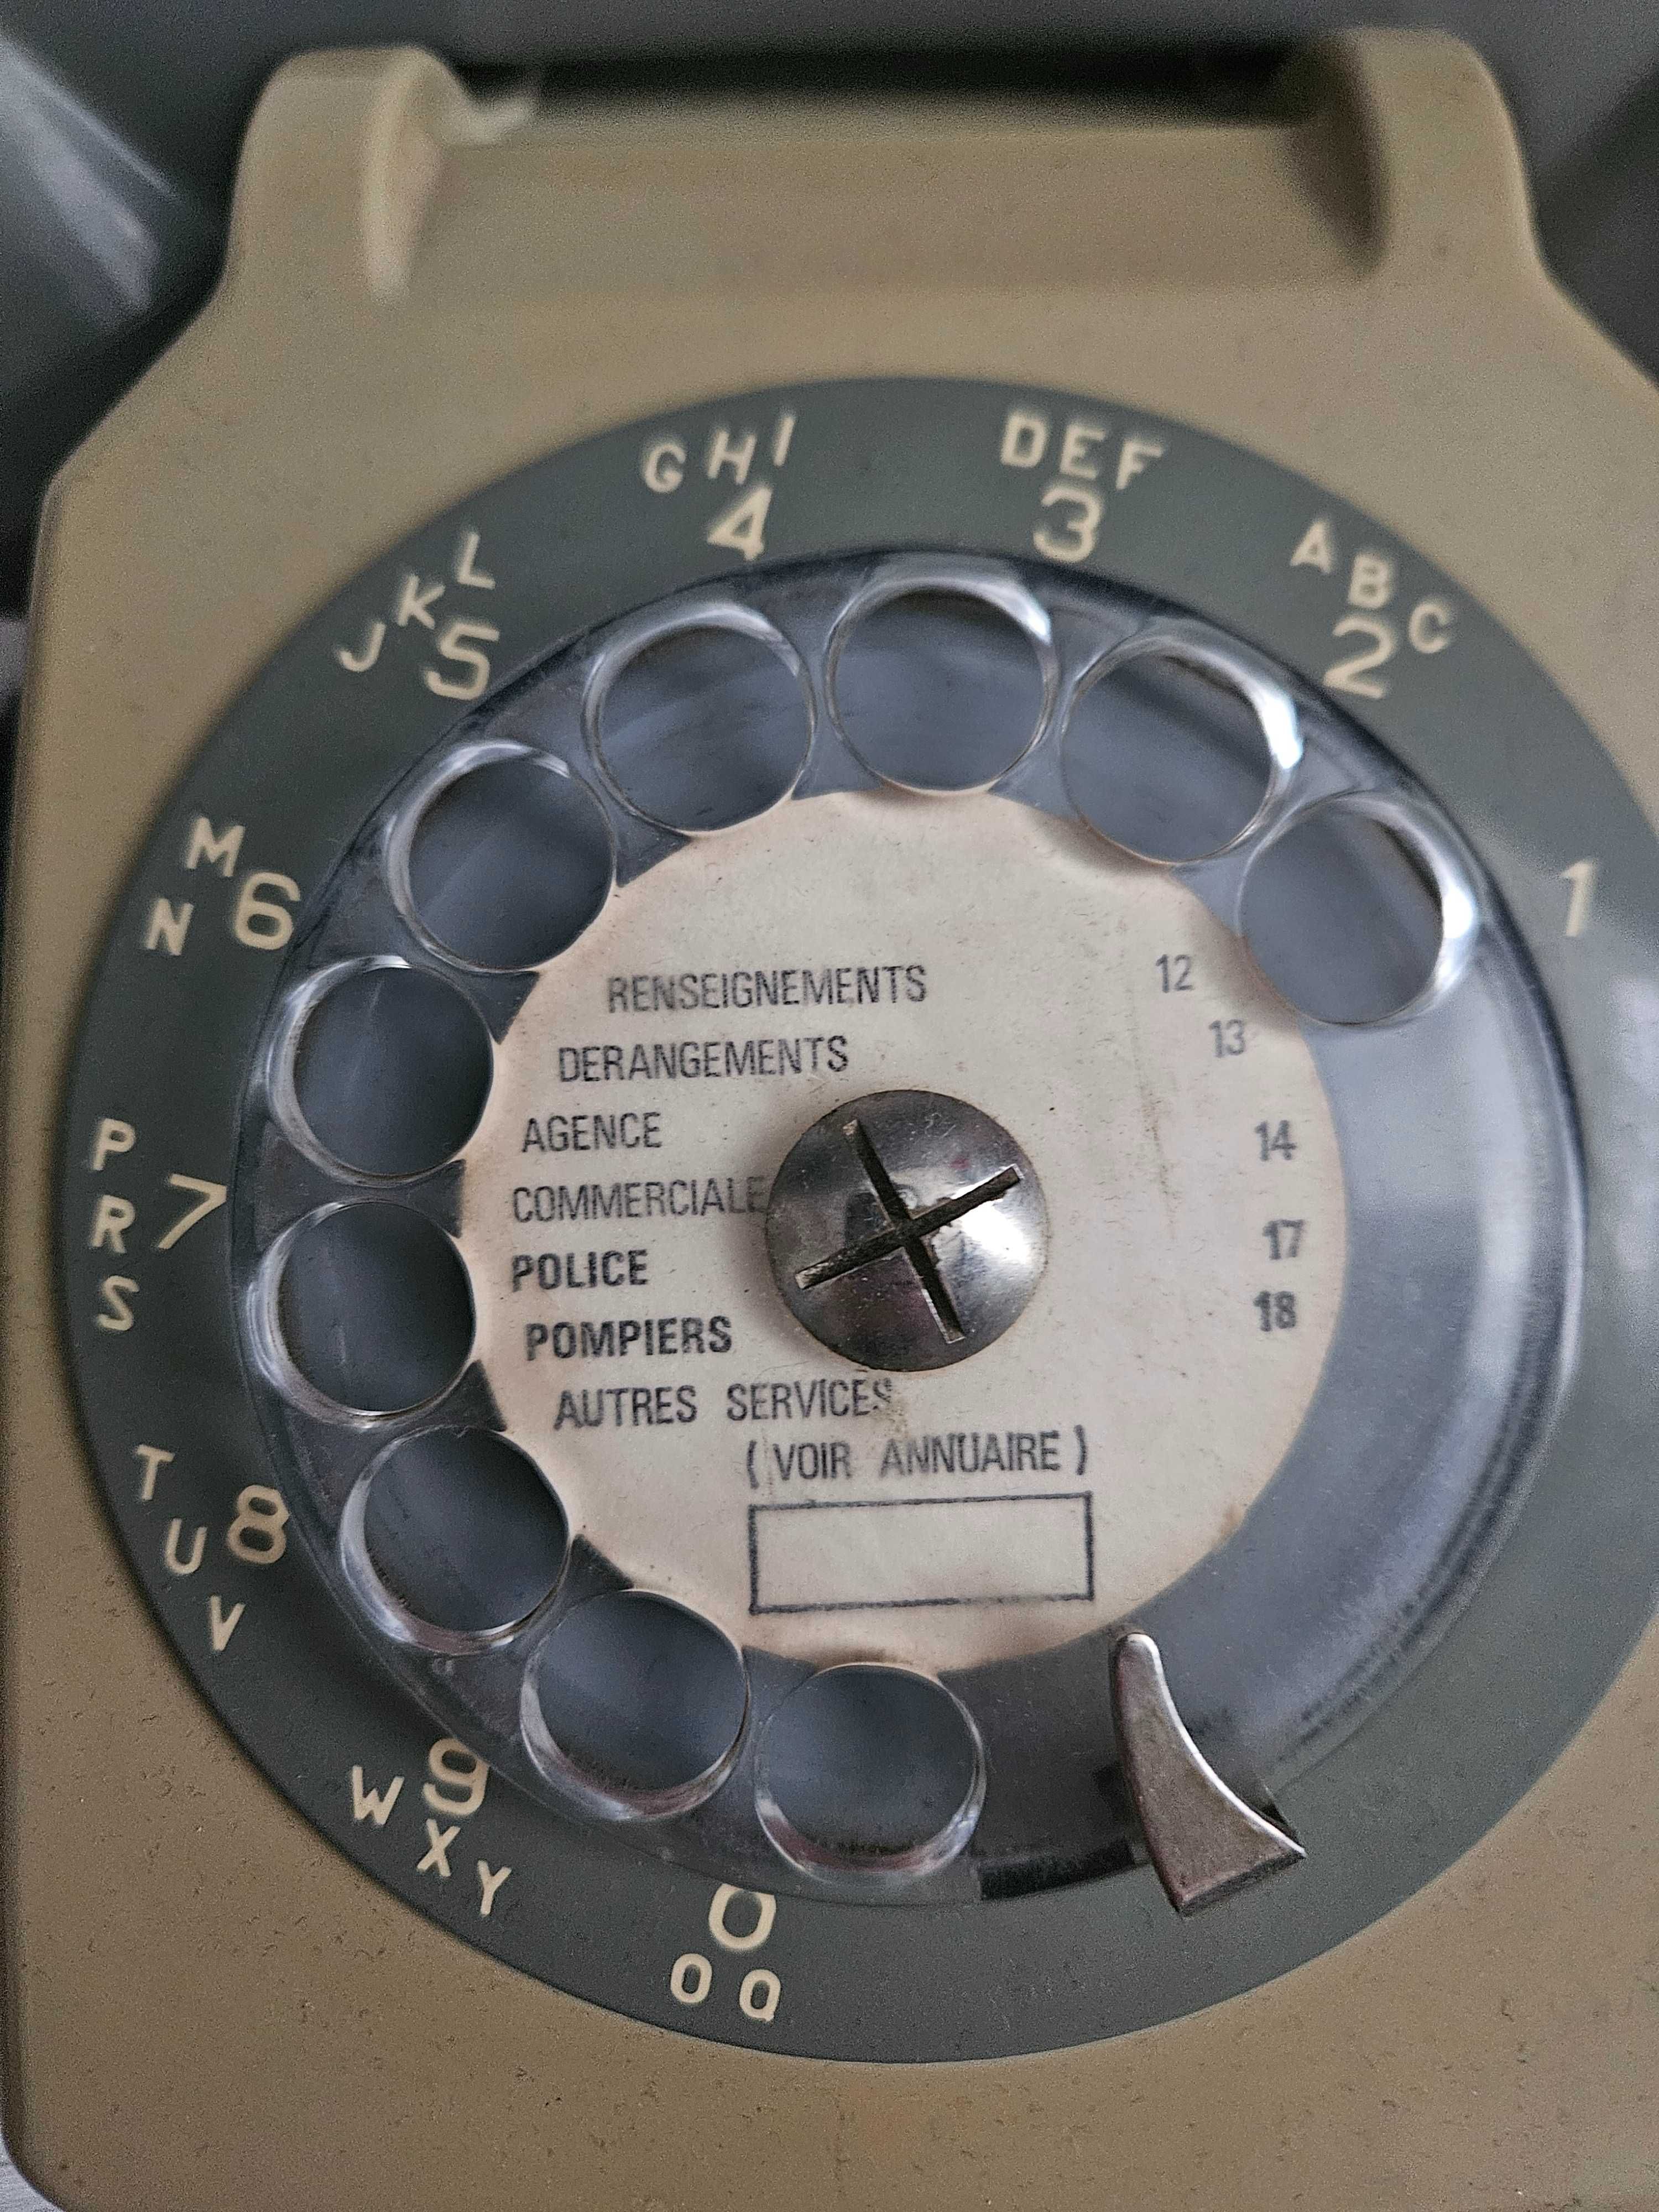 GHI
4
DEF
3
ABC
2
1
JKL
5
MN
6
PRS
7
TUV
8
WXY
9
0
OQ
RENSEIGNEMENTS 12
DERANGEMENTS 13
AGENCE 14
COMMERCIALE
POLICE 17
POMPIERS 18
AUTRES SERVICES
( VOIR ANNUAIRE )